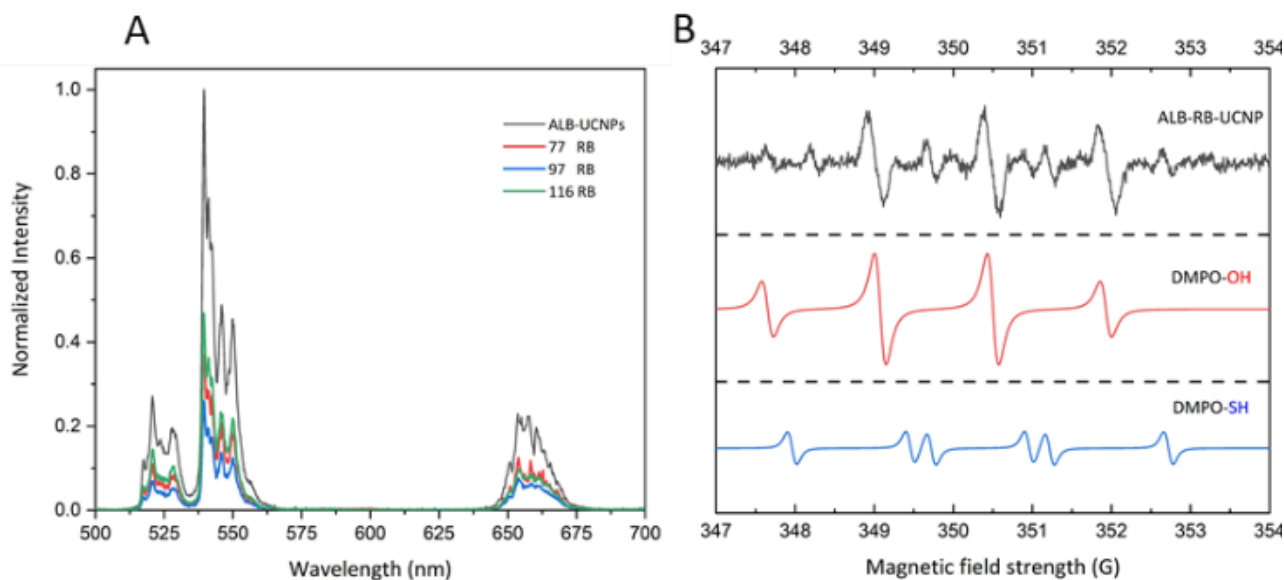 A
B
Normalized Intensity
1.0
0.8
0.6
0.4
0.2
0.0
500 525 550 575 600 625 650 675 700
Wavelength (nm)
ALB-UCNPs
77 RB
97 RB
116 RB
347 348 349 350 351 352 353 354
ALB-RB-UCNP
DMPO-OH
DMPO-SH
347 348 349 350 351 352 353 354
Magnetic field strength (G)